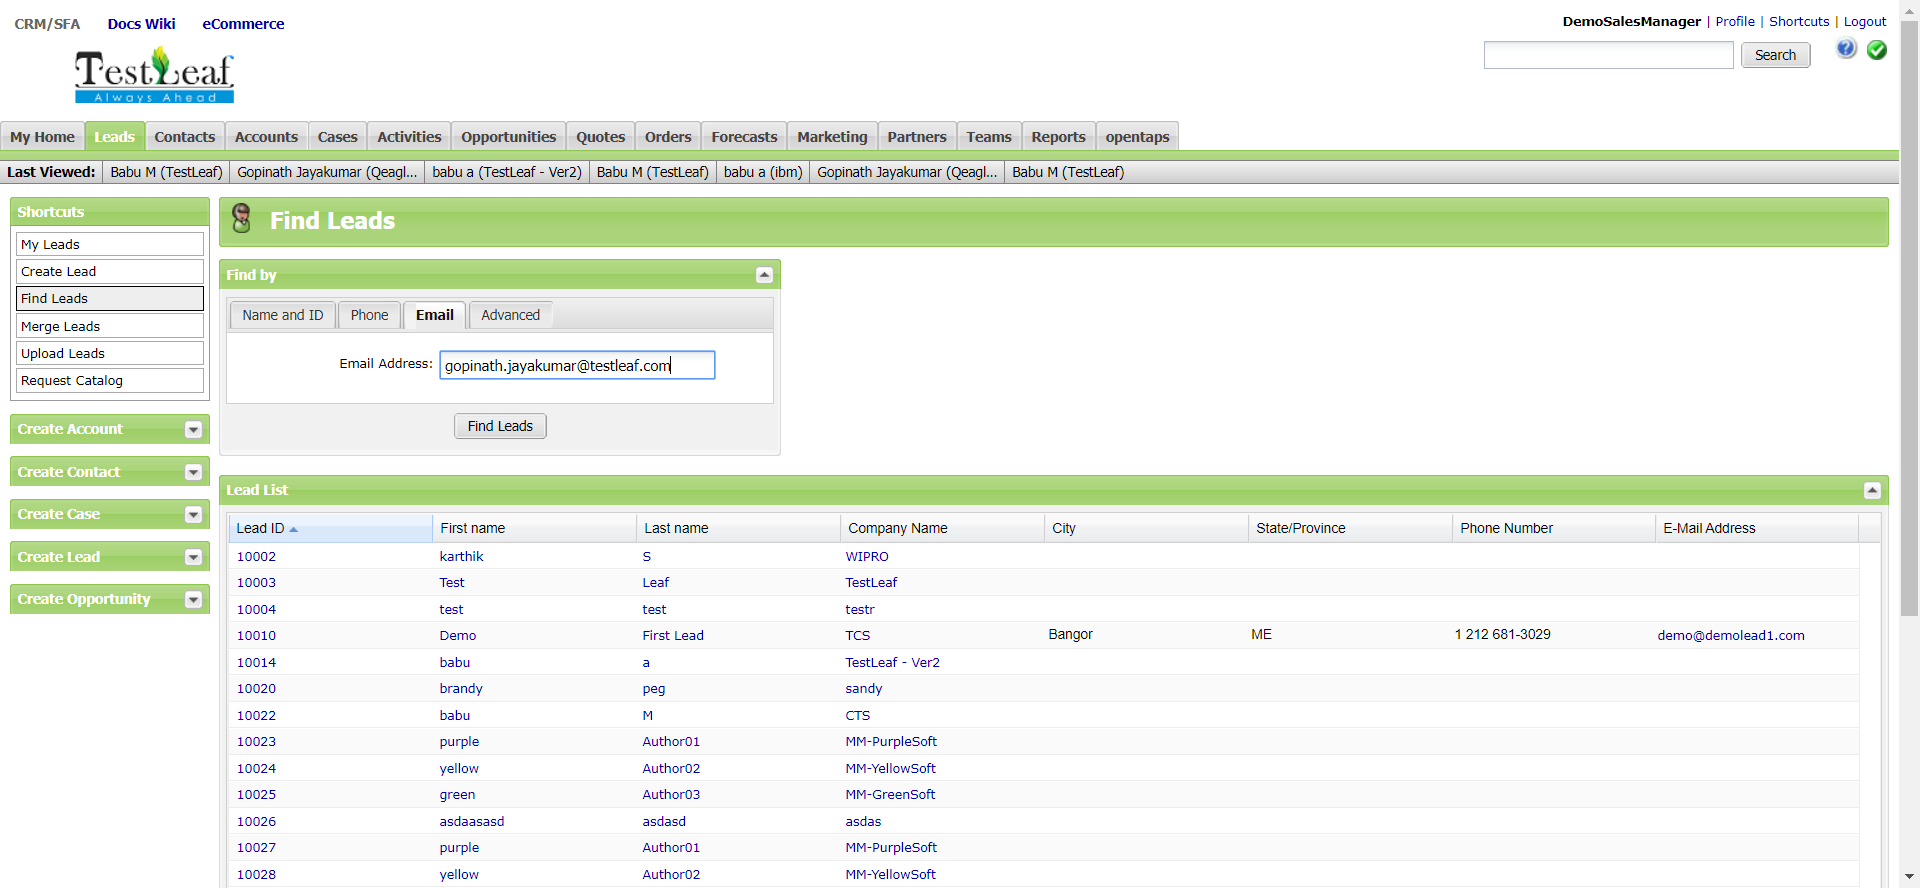 CRM/SFA Docs Wiki eCommerce
DemoSalesManager | Profile | Shortcuts | Logout
TestLeaf
Always Ahead
Search
My Home Leads Contacts Accounts Cases Activities Opportunities Quotes Orders Forecasts Marketing Partners Teams Reports opentaps
Last Viewed: Babu M (TestLeaf) Gopinath Jayakumar (Qeagl... babu a (TestLeaf - Ver2) Babu M (TestLeaf) babu a (ibm) Gopinath Jayakumar (Qeagl... Babu M (TestLeaf)
Shortcuts
My Leads
Create Lead
Find Leads
Merge Leads
Upload Leads
Request Catalog
Create Account
Create Contact
Create Case
Create Lead
Create Opportunity
Find Leads
Find by
Name and ID Phone Email Advanced
Email Address: gopinath.jayakumar@testleaf.com
Find Leads
Lead List
Lead ID First name Last name Company Name City State/Province Phone Number E-Mail Address
10002 karthik S WIPRO
10003 Test Leaf TestLeaf
10004 test test testr
10010 Demo First Lead TCS Bangor ME 1 212 681-3029 demo@demolead1.com
10014 babu a TestLeaf - Ver2
10020 brandy peg sandy
10022 babu M CTS
10023 purple Author01 MM-PurpleSoft
10024 yellow Author02 MM-YellowSoft
10025 green Author03 MM-GreenSoft
10026 asdaasasd asdasd asdas
10027 purple Author01 MM-PurpleSoft
10028 yellow Author02 MM-YellowSoft